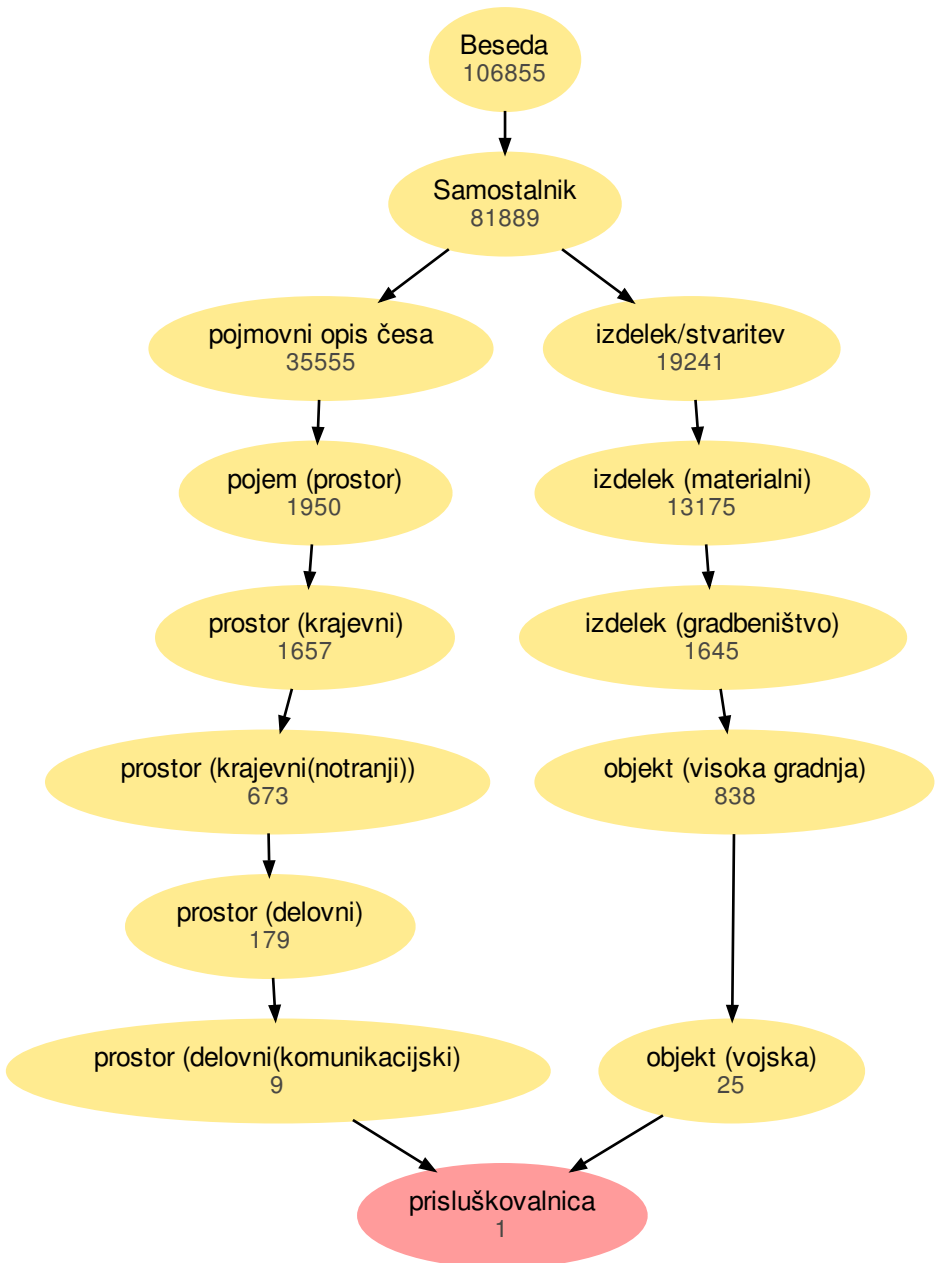 Beseda
106855
Samostalnik
81889
pojmovni opis česa
35555
izdelek/stvaritev
19241
pojem (prostor)
1950
izdelek (materialni)
13175
prostor (krajevni)
1657
izdelek (gradbeništvo)
1645
prostor (krajevni(notranji))
673
objekt (visoka gradnja)
838
prostor (delovni)
179
prostor (delovni(komunikacijski)
9
objekt (vojska)
25
prisluškovalnica
1